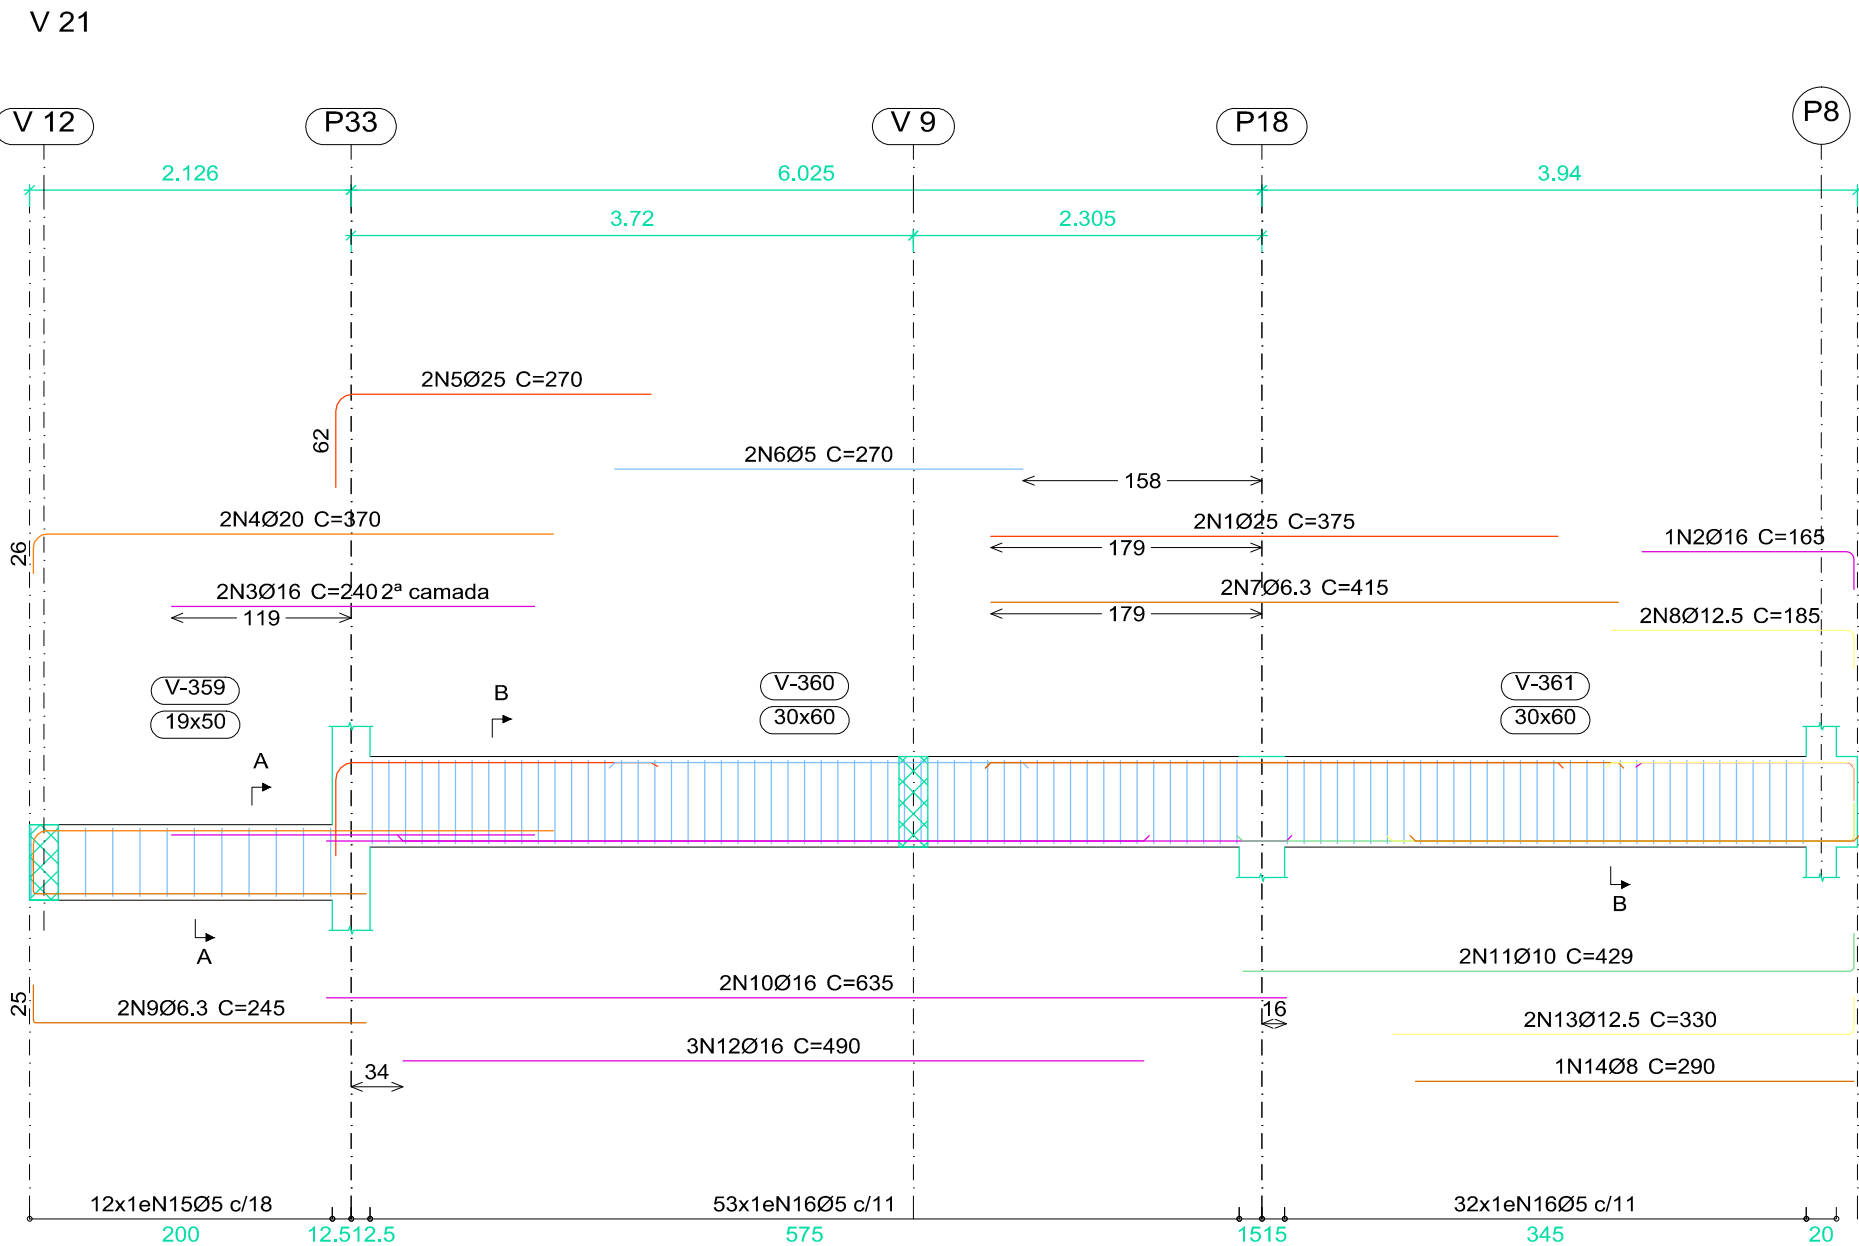 V 21
V 12 P33 V 9 P18 P8
2.126 6.025 3.94
3.72 2.305
2N5Ø25 C=270
62
2N6Ø5 C=270
158
2N4Ø20 C=370
26
2N1Ø25 C=375
179
1N2Ø16 C=165
2N3Ø16 C=240 2ª camada
119
2N7Ø6.3 C=415
179
2N8Ø12.5 C=185
V-359 V-360 V-361
19x50 30x60 30x60
B
A
B
A
2N11Ø10 C=429
2N10Ø16 C=635
25
2N9Ø6.3 C=245
16
2N13Ø12.5 C=330
3N12Ø16 C=490
34
1N14Ø8 C=290
12x1eN15Ø5 c/18 53x1eN16Ø5 c/11 32x1eN16Ø5 c/11
200 12.512.5 575 1515 345 20